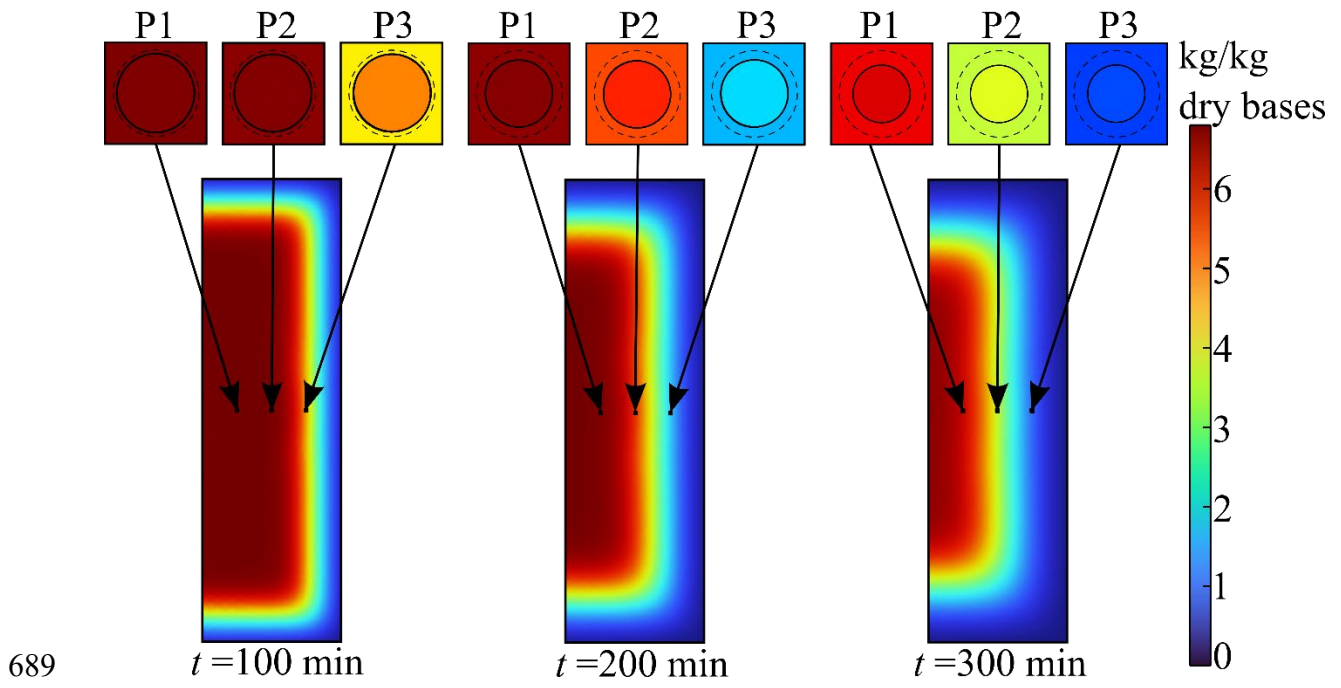 P1 P2 P3 P1 P2 P3 P1 P2 P3
kg/kg
dry bases
6
5
4
3
2
1
0
689 t =100 min t =200 min t =300 min